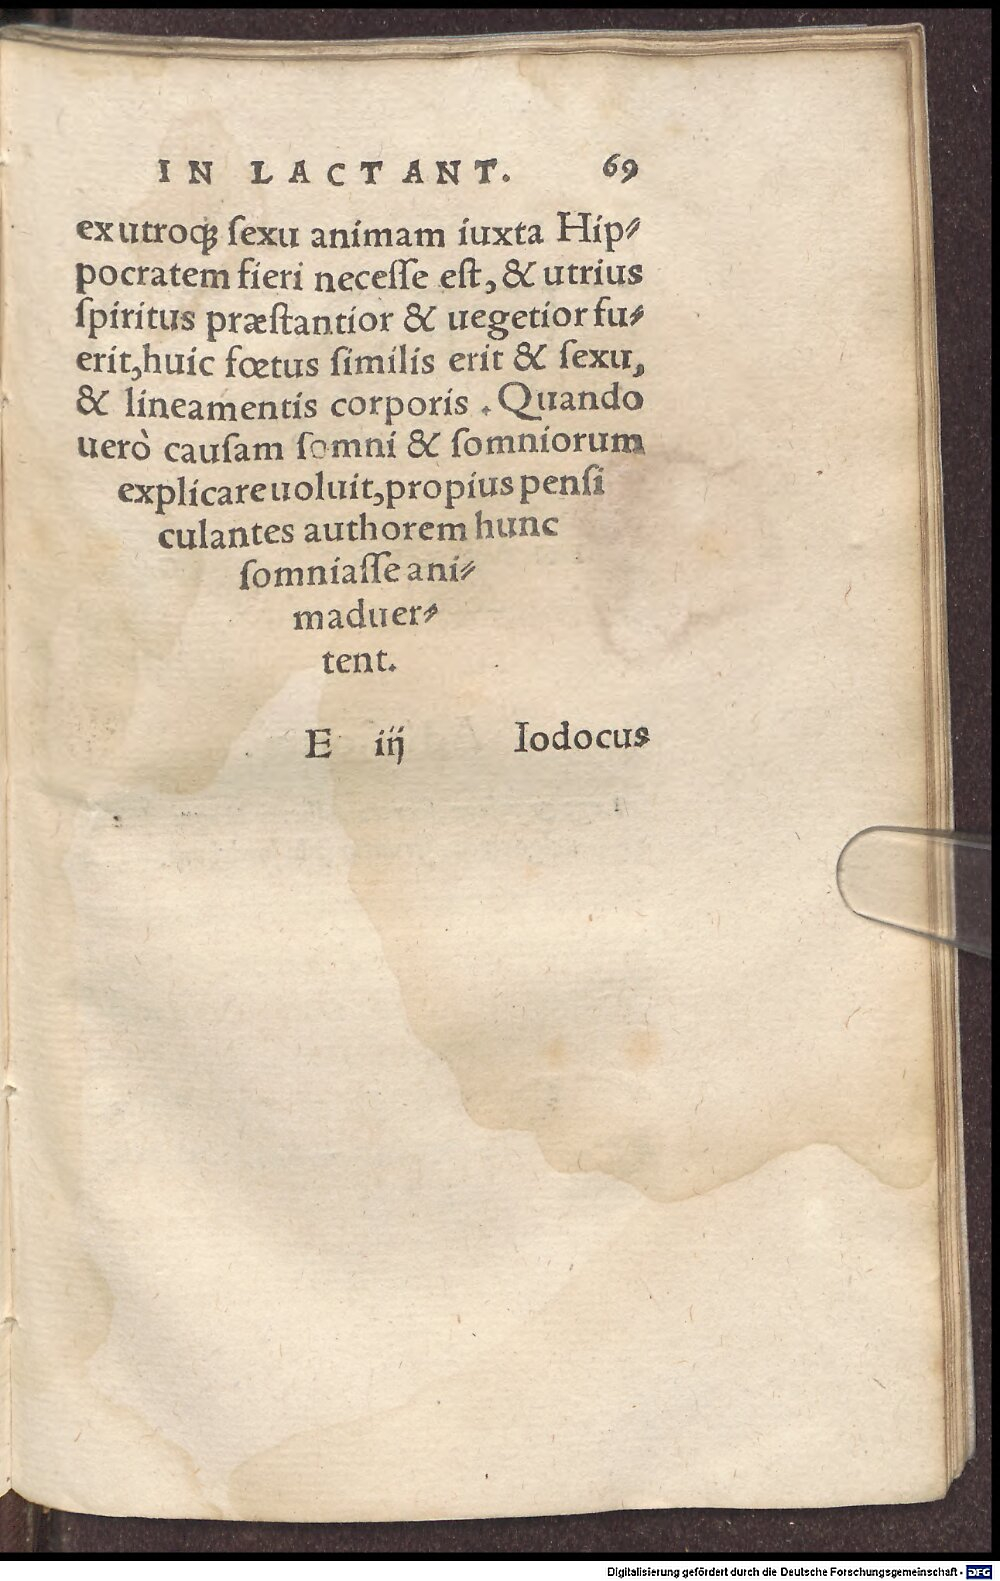 IN LACTANT. 69
ex utroqꝫ ſexu animam iuxta Hip⸗
pocratem fieri neceſſe eſt, & utrius
ſpiritus præſtantior & uegetior fu⸗
erit, huic fœtus ſimilis erit & ſexu,
& lineamentis corporis. Quando
uerò cauſam ſomni & ſomniorum
explicare uoluit, propius penſi
culantes authorem hunc
ſomniaſſe ani⸗
maduer⸗
tent.
E iij Iodocus
Digitalisierung gefördert durch die Deutsche Forschungsgemeinschaft - DFG